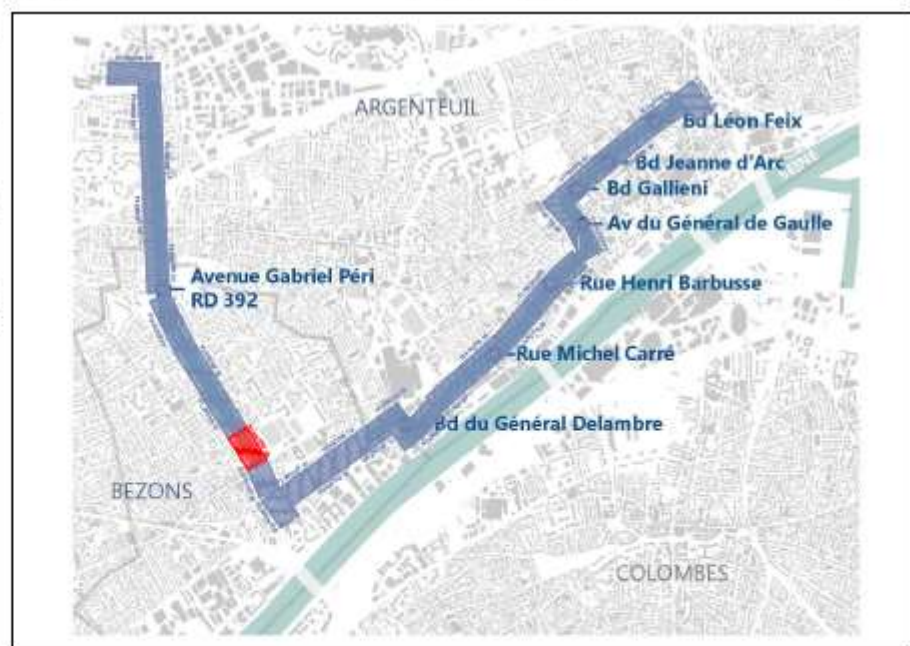 ARGENTEUIL
Bd Léon Feix
Bd Jeanne d'Arc
Bd Gallieni
Av du Général de Gaulle
Avenue Gabriel Péri
RD 392
Rue Henri Barbusse
Rue Michel Carré
Bd du Général Delambre
BEZONS
COLOMBES